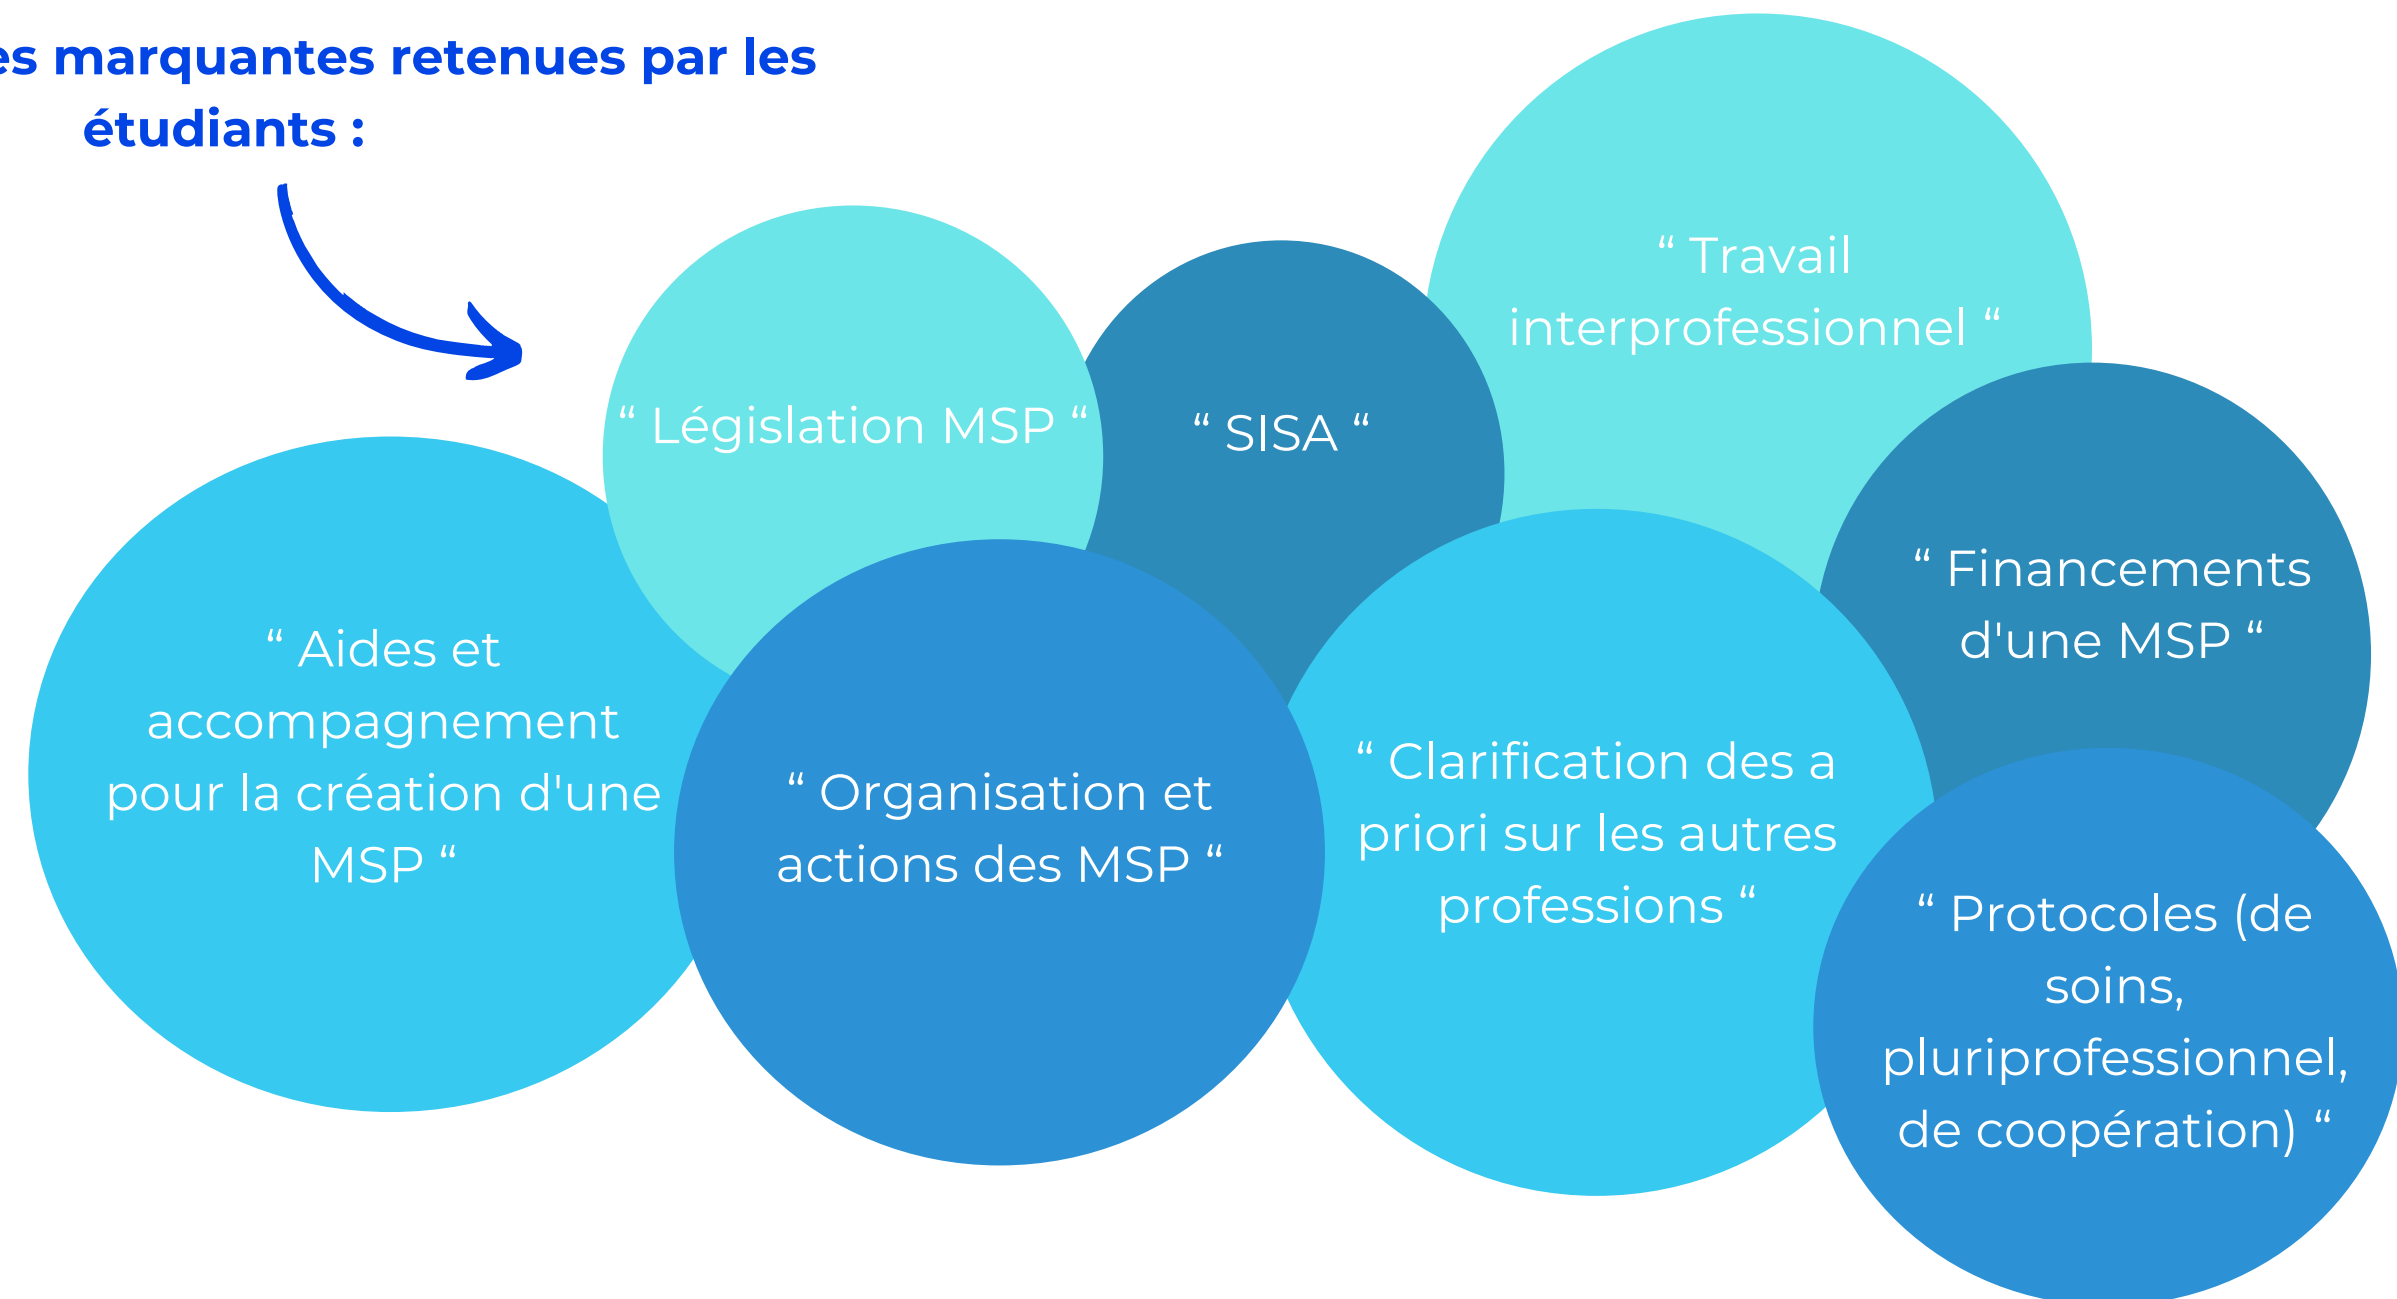 es marquantes retenues par les
étudiants :
“ Législation MSP “
“ SISA “
“ Travail
interprofessionnel “
“ Financements
d'une MSP “
“ Aides et
accompagnement
pour la création d'une
MSP “
“ Organisation et
actions des MSP “
“ Clarification des a
priori sur les autres
professions “
“ Protocoles (de
soins,
pluriprofessionnel,
de coopération) “